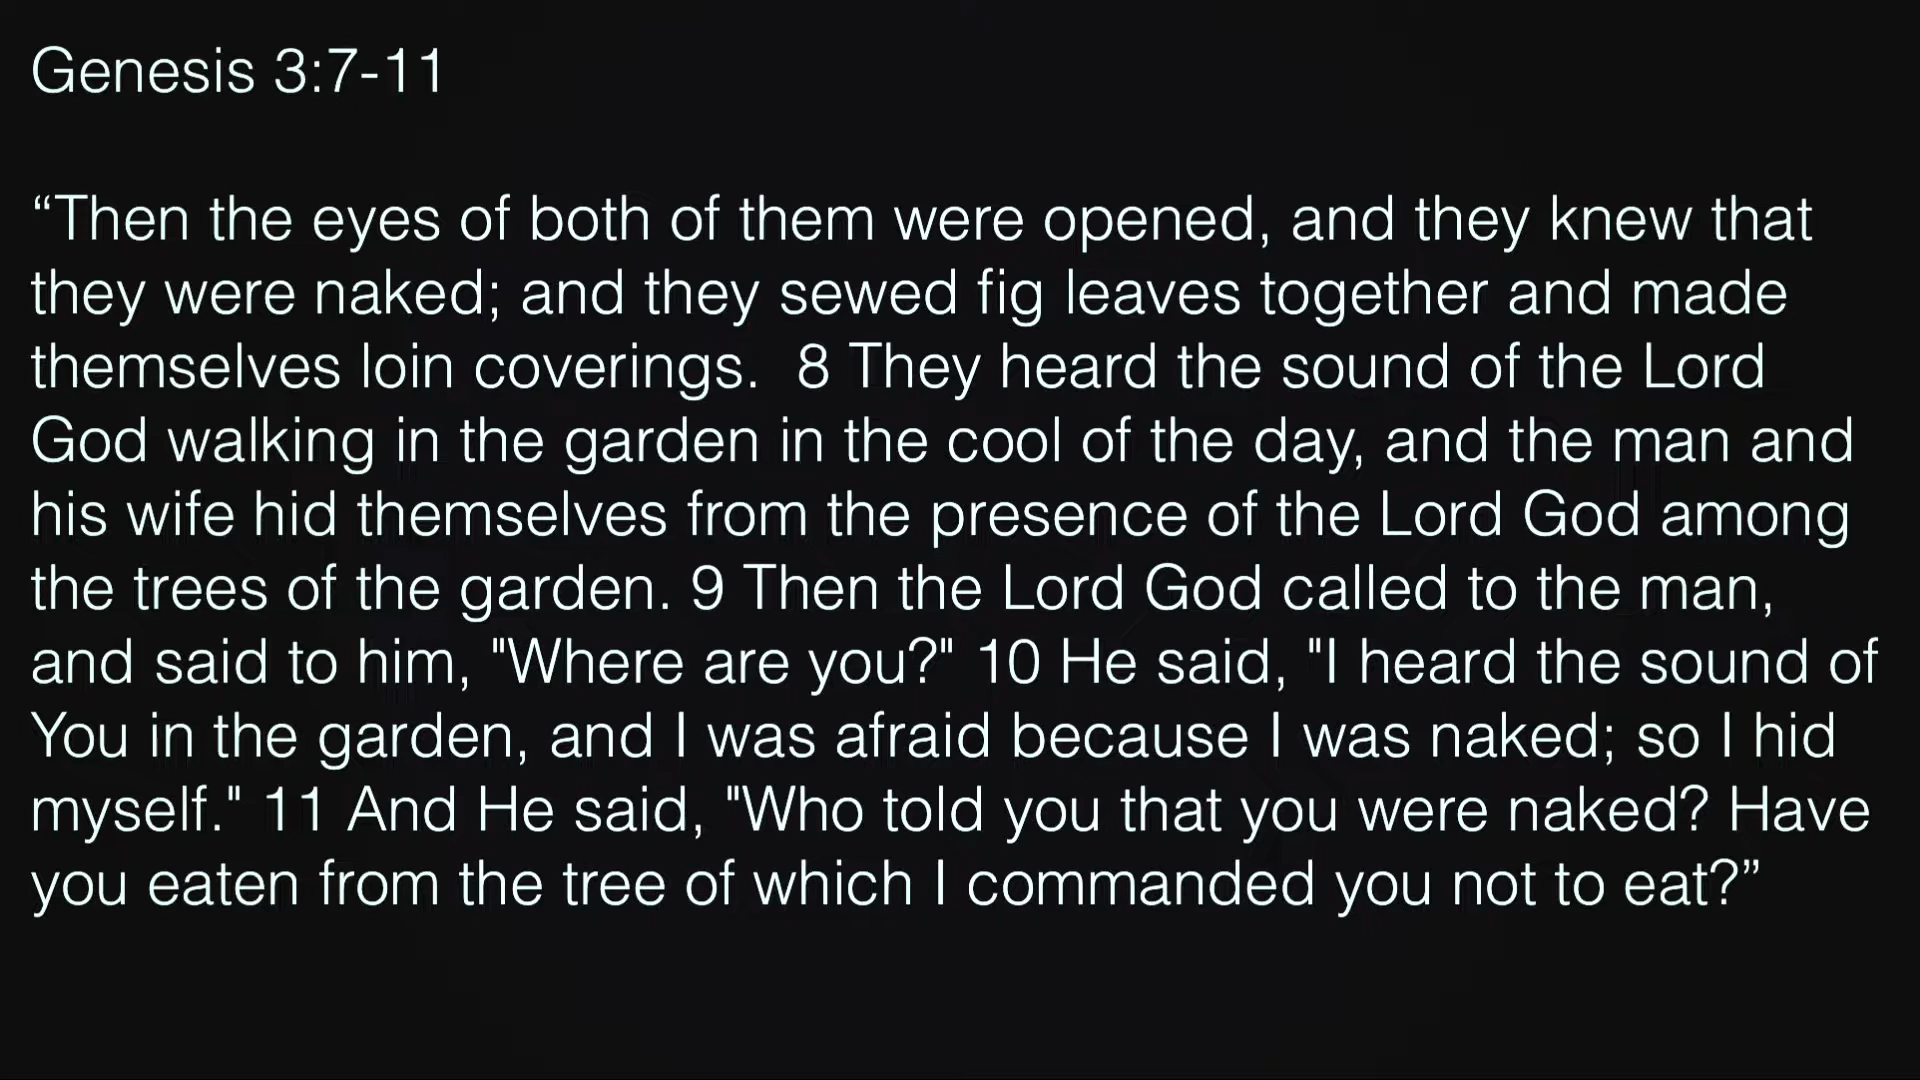 Genesis 3:7-11
“Then the eyes of both of them were opened, and they knew that
they were naked; and they sewed fig leaves together and made
themselves loin coverings.  8 They heard the sound of the Lord
God walking in the garden in the cool of the day, and the man and
his wife hid themselves from the presence of the Lord God among
the trees of the garden. 9 Then the Lord God called to the man,
and said to him, "Where are you?" 10 He said, "I heard the sound of
You in the garden, and I was afraid because I was naked; so I hid
myself." 11 And He said, "Who told you that you were naked? Have
you eaten from the tree of which I commanded you not to eat?”